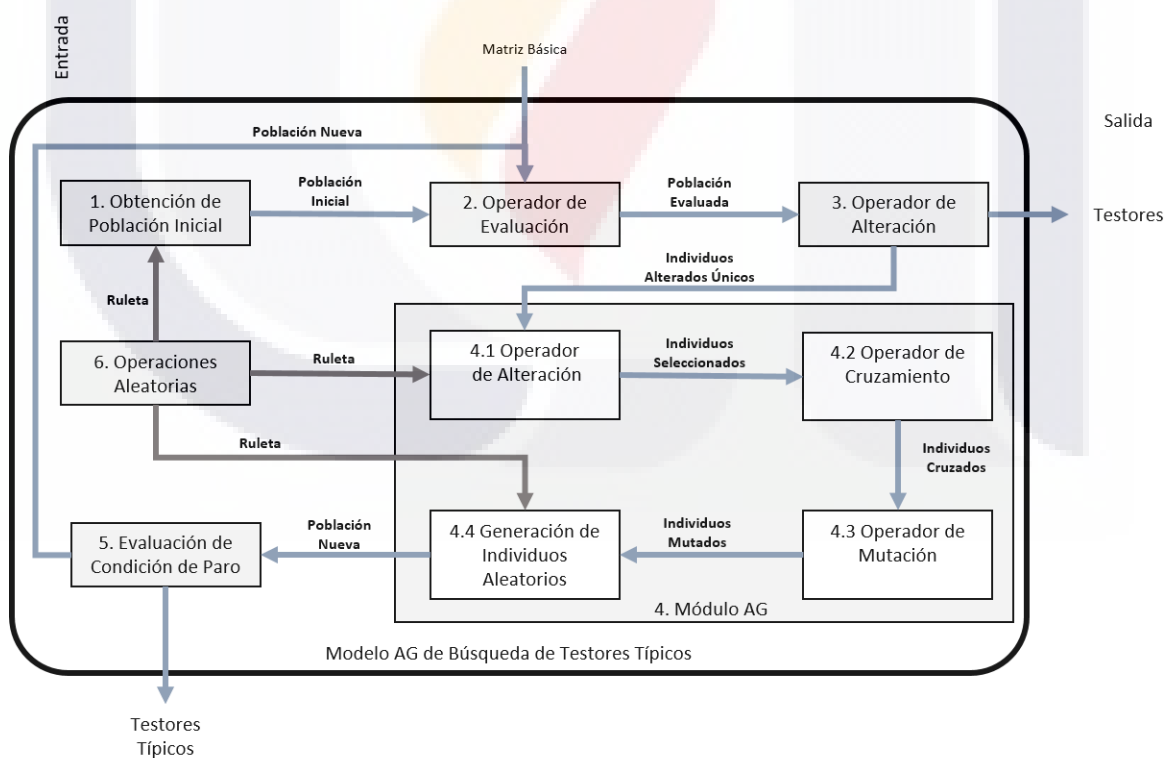 Entrada
Matriz Básica
Salida
Población Nueva
1. Obtención de
Población Inicial
Población
Inicial
2. Operador de
Evaluación
Población
Evaluada
3. Operador de
Alteración
Testores
Individuos
Alterados Únicos
Ruleta
6. Operaciones
Aleatorias
Ruleta
4.1 Operador
de Alteración
Individuos
Seleccionados
4.2 Operador de
Cruzamiento
Ruleta
Individuos
Cruzados
5. Evaluación de
Condición de Paro
Población
Nueva
4.4 Generación de
Individuos
Aleatorios
Individuos
Mutados
4.3 Operador de
Mutación
4. Módulo AG
Modelo AG de Búsqueda de Testores Típicos
Testores
Típicos